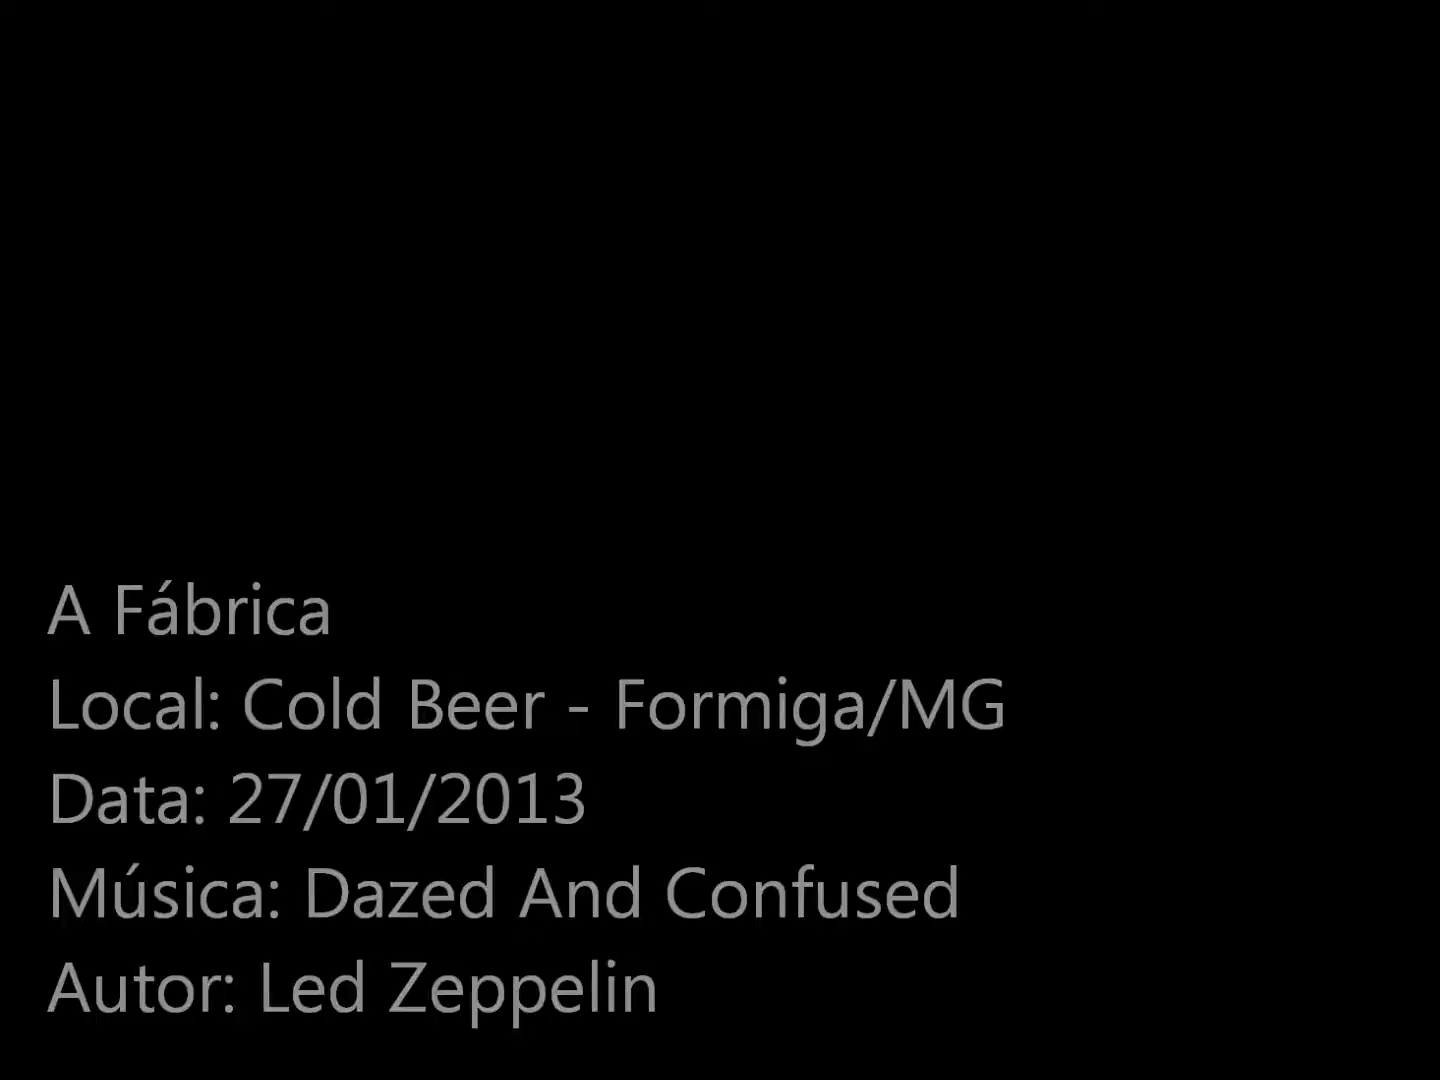 A Fábrica
Local: Cold Beer - Formiga/MG
Data: 27/01/2013
Música: Dazed And Confused
Autor: Led Zeppelin